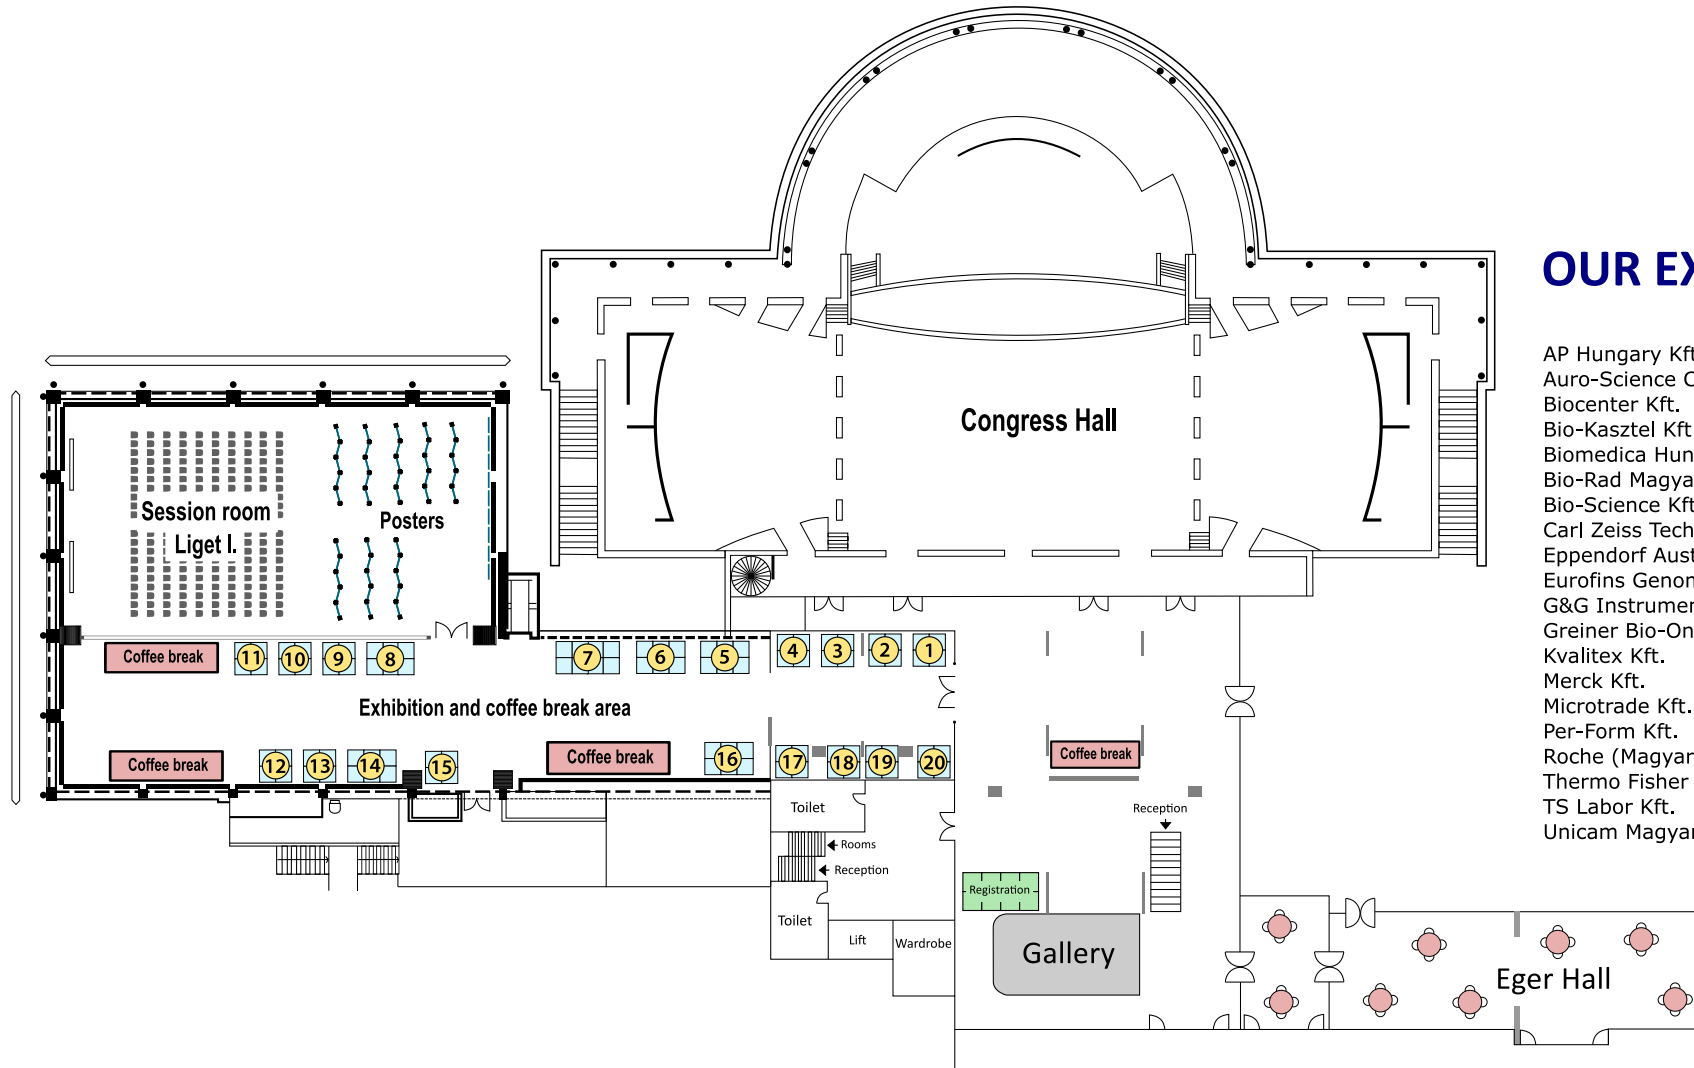 OUR EX
AP Hungary Kft
Auro-Science C
Biocenter Kft.
Bio-Kasztel Kft
Biomedica Hun
Bio-Rad Magya
Bio-Science Kft
Carl Zeiss Tech
Eppendorf Aust
Eurofins Genon
G&G Instrumen
Greiner Bio-On
Kvalitex Kft.
Merck Kft.
Microtrade Kft.
Per-Form Kft.
Roche (Magyar
Thermo Fisher
TS Labor Kft.
Unicam Magyar
Congress Hall
Session room
Liget I.
Posters
Coffee break
11
10
9
8
7
6
5
4
3
2
1
Exhibition and coffee break area
Coffee break
12
13
14
15
Coffee break
16
17
18
19
20
Coffee break
Toilet
Rooms
Reception
Toilet
Lift
Wardrobe
Reception
Registration
Gallery
Eger Hall